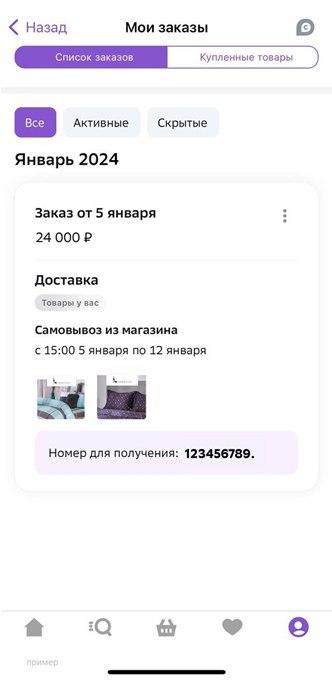 Назад
Мои заказы
Список заказов
Купленные товары
Все
Активные
Скрытые
Январь 2024
Заказ от 5 января
24 000 ₽
Доставка
Товары у вас
Самовывоз из магазина
с 15:00 5 января по 12 января
Номер для получения: 123456789.
пример